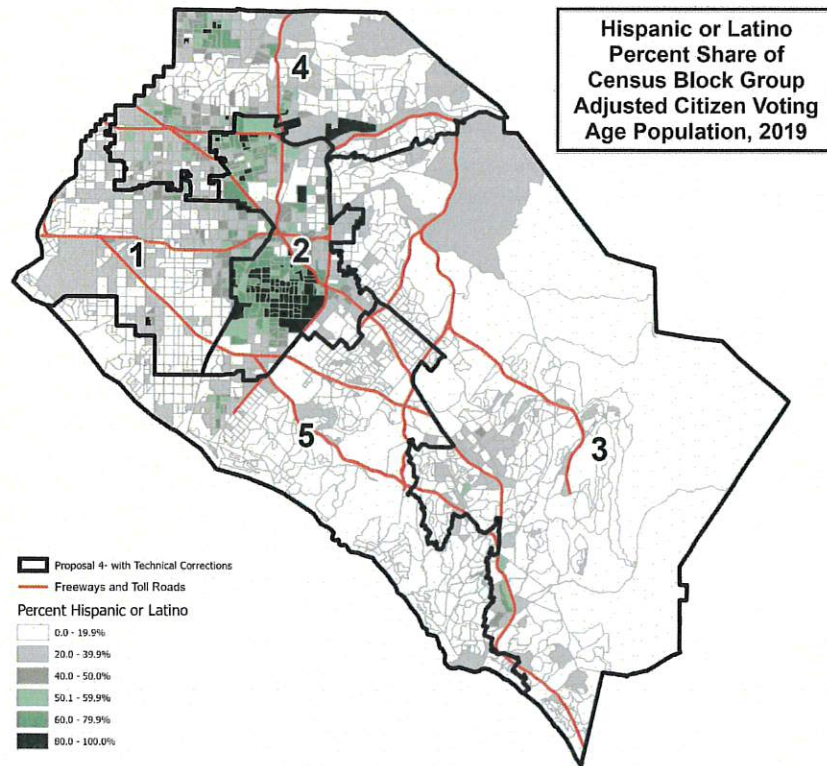 Hispanic or Latino
Percent Share of
Census Block Group
Adjusted Citizen Voting
Age Population, 2019
4
1
2
5
3
Proposal 4- with Technical Corrections
Freeways and Toll Roads
Percent Hispanic or Latino
0.0 - 19.9%
20.0 - 39.9%
40.0 - 50.0%
50.1 - 59.9%
60.0 - 79.9%
80.0 - 100.0%